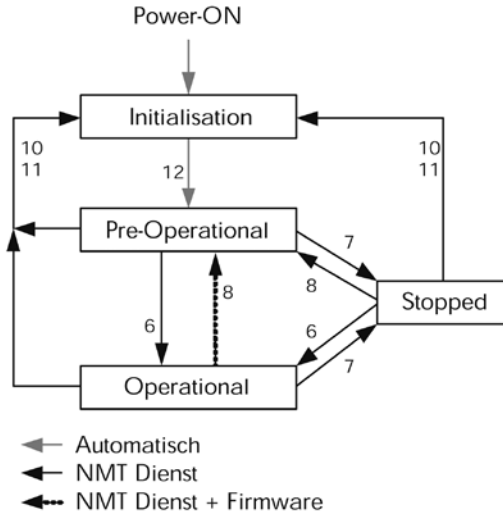 Power-ON
Initialisation
10
11
12
10
11
Pre-Operational
7
8
Stopped
6
8
6
7
Operational
Automatisch
NMT Dienst
NMT Dienst + Firmware